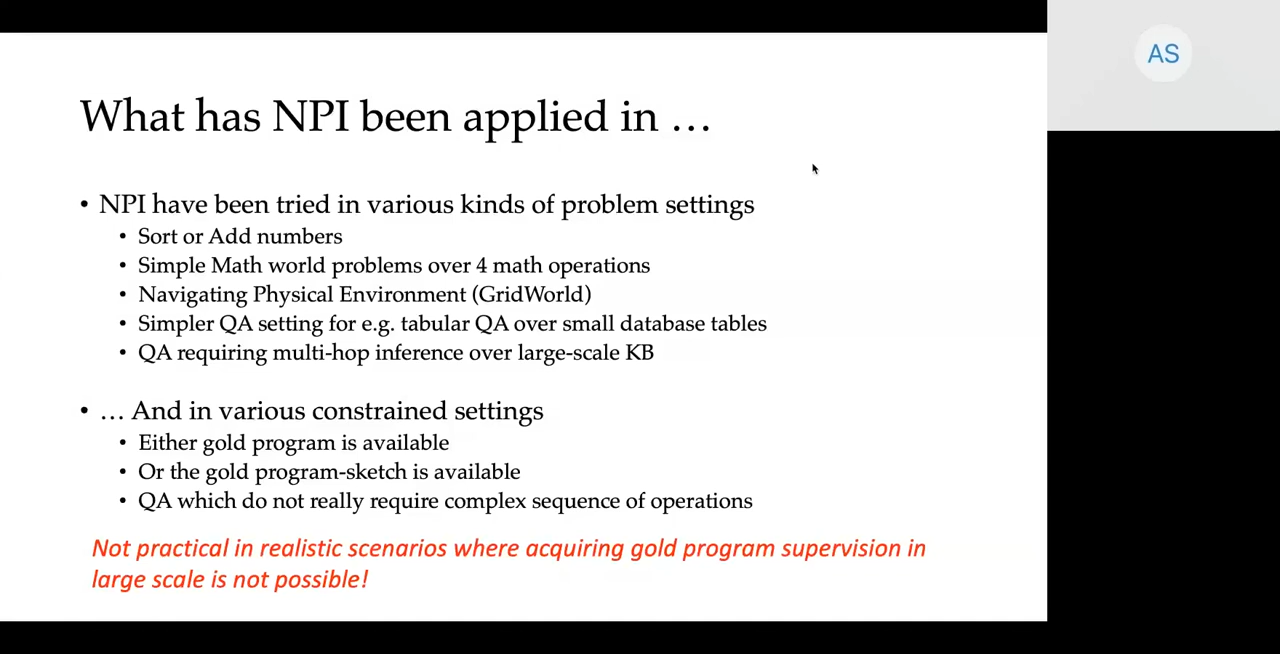 What has NPI been applied in …
• NPI have been tried in various kinds of problem settings
• Sort or Add numbers
• Simple Math world problems over 4 math operations
• Navigating Physical Environment (GridWorld)
• Simpler QA setting for e.g. tabular QA over small database tables
• QA requiring multi-hop inference over large-scale KB
• … And in various constrained settings
• Either gold program is available
• Or the gold program-sketch is available
• QA which do not really require complex sequence of operations
Not practical in realistic scenarios where acquiring gold program supervision in
large scale is not possible!
AS